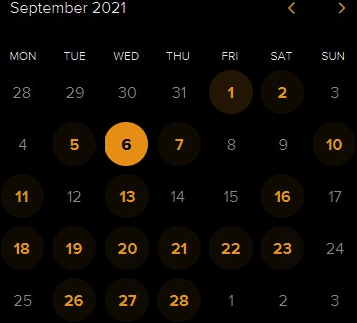 September 2021 < >
MON TUE WED THU FRI SAT SUN
28 29 30 31 1 2 3
4 5 6 7 8 9 10
11 12 13 14 15 16 17
18 19 20 21 22 23 24
25 26 27 28 1 2 3